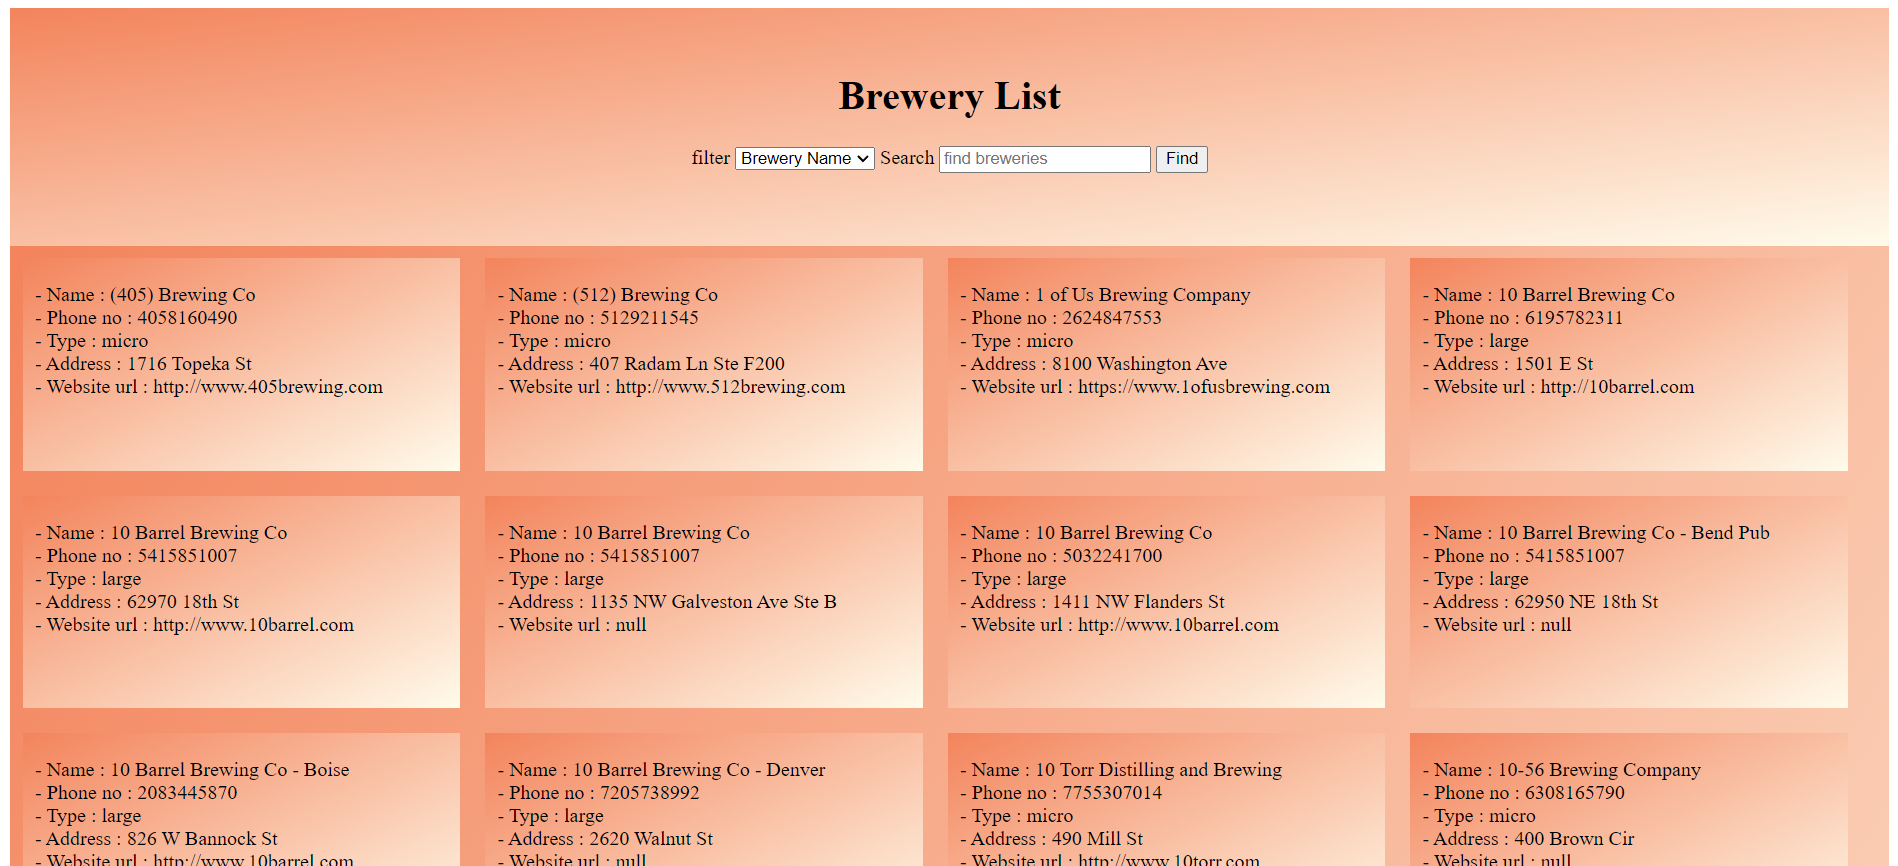 Brewery List
filter Brewery Name Search find breweries Find
- Name : (405) Brewing Co
- Phone no : 4058160490
- Type : micro
- Address : 1716 Topeka St
- Website url : http://www.405brewing.com
- Name : (512) Brewing Co
- Phone no : 5129211545
- Type : micro
- Address : 407 Radam Ln Ste F200
- Website url : http://www.512brewing.com
- Name : 1 of Us Brewing Company
- Phone no : 2624847553
- Type : micro
- Address : 8100 Washington Ave
- Website url : https://www.1ofusbrewing.com
- Name : 10 Barrel Brewing Co
- Phone no : 6195782311
- Type : large
- Address : 1501 E St
- Website url : http://10barrel.com
- Name : 10 Barrel Brewing Co
- Phone no : 5415851007
- Type : large
- Address : 62970 18th St
- Website url : http://www.10barrel.com
- Name : 10 Barrel Brewing Co
- Phone no : 5415851007
- Type : large
- Address : 1135 NW Galveston Ave Ste B
- Website url : null
- Name : 10 Barrel Brewing Co
- Phone no : 5032241700
- Type : large
- Address : 1411 NW Flanders St
- Website url : http://www.10barrel.com
- Name : 10 Barrel Brewing Co - Bend Pub
- Phone no : 5415851007
- Type : large
- Address : 62950 NE 18th St
- Website url : null
- Name : 10 Barrel Brewing Co - Boise
- Phone no : 2083445870
- Type : large
- Address : 826 W Bannock St
- Website url : http://www.10barrel.com
- Name : 10 Barrel Brewing Co - Denver
- Phone no : 7205738992
- Type : large
- Address : 2620 Walnut St
- Website url : null
- Name : 10 Torr Distilling and Brewing
- Phone no : 7755307014
- Type : micro
- Address : 490 Mill St
- Website url : http://www.10torr.com
- Name : 10-56 Brewing Company
- Phone no : 6308165790
- Type : micro
- Address : 400 Brown Cir
- Website url : null